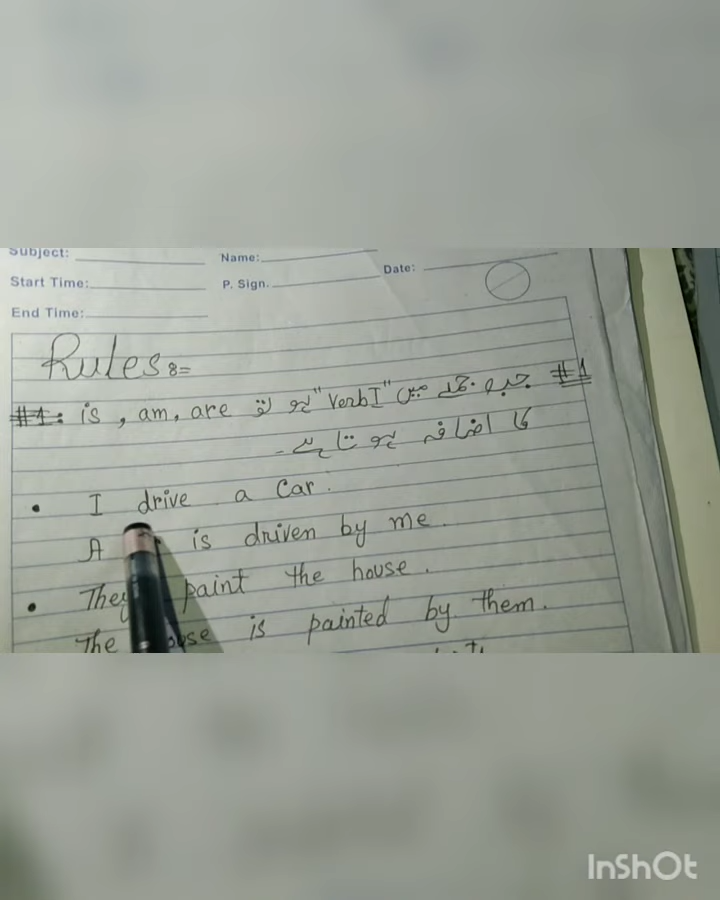 Subject:
Name:
Date:
Start Time:
P. Sign.
End Time:
Rules :=
#1 جب جملے میں "Verb I" ہو تو is, am, are #1:
کا اضافہ ہوتا ہے۔
• I drive a Car.
A is driven by me.
• They paint the house.
The house is painted by them.
InShOt